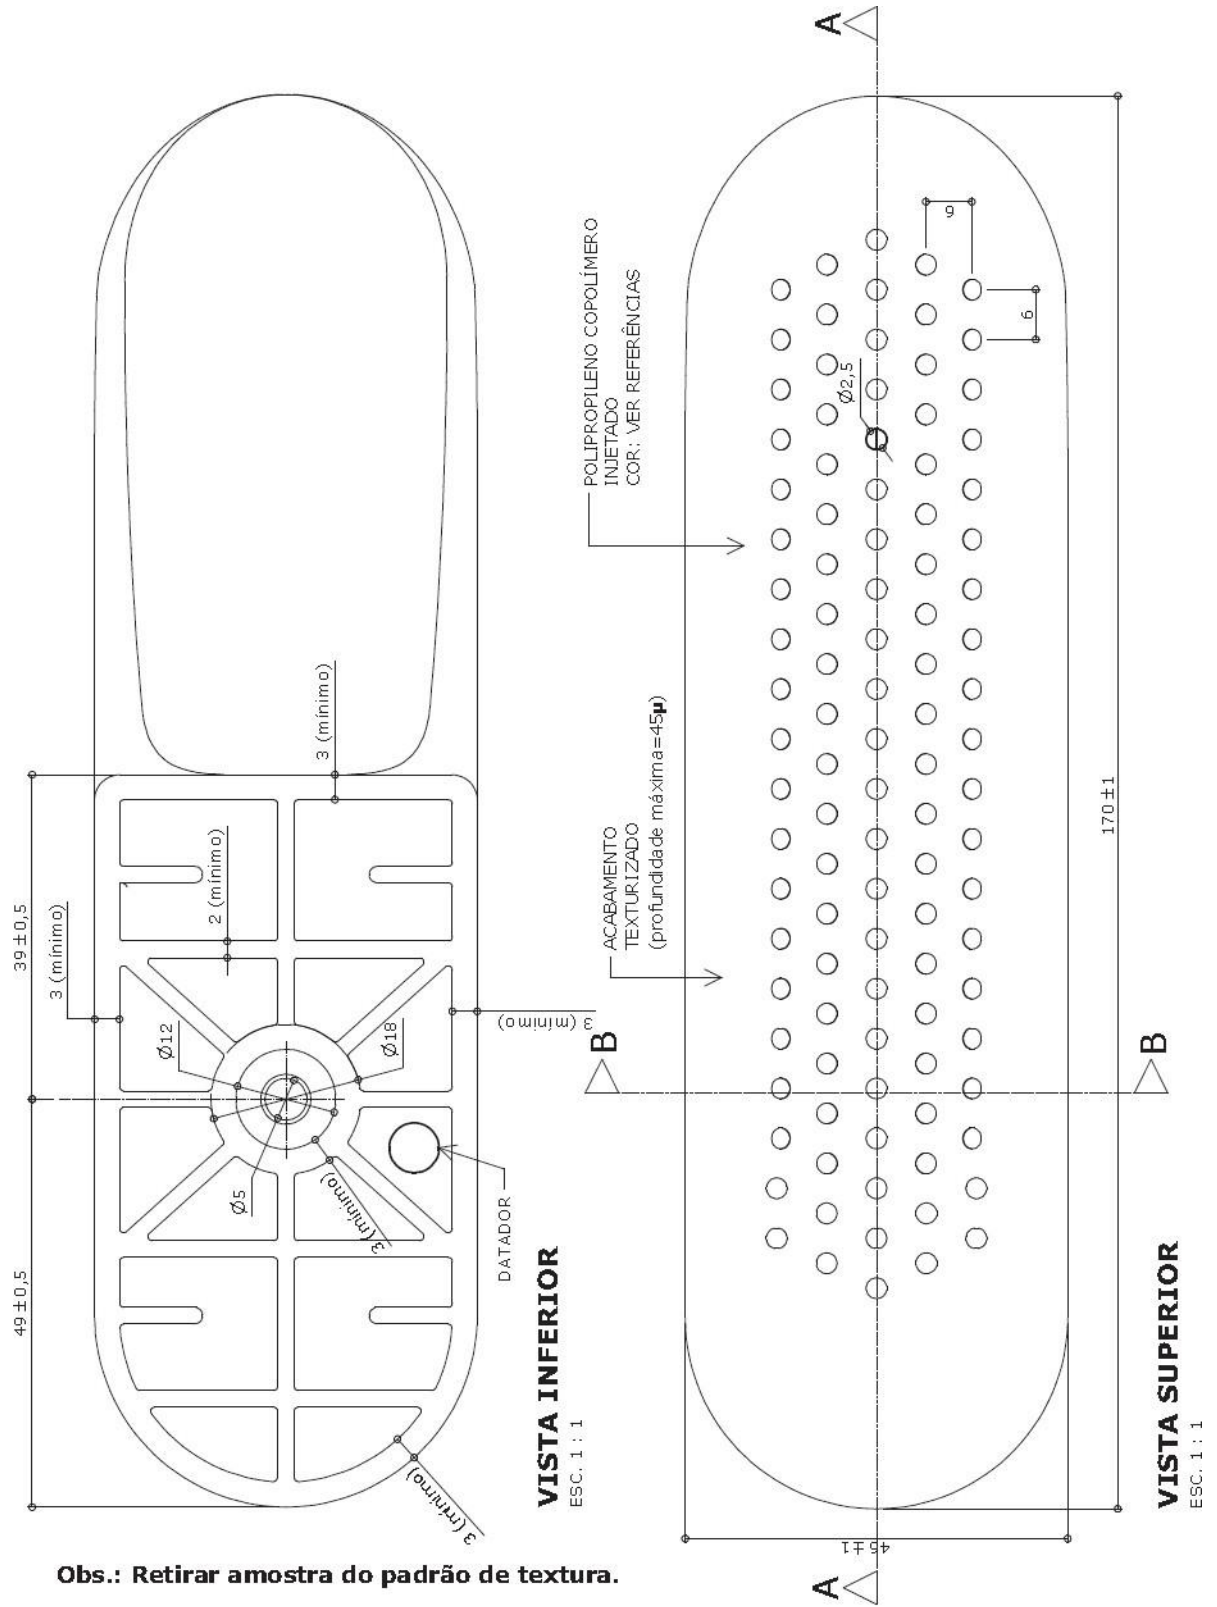 49±0,5
39±0,5
3 (mínimo)
2 (mínimo)
3 (mínimo)
Ø12
Ø18
Ø5
3 (mínimo)
3 (mínimo)
3 (mínimo)
DATADOR
VISTA INFERIOR
ESC. 1 : 1
POLIPROPILENO COPOLÍMERO
INJETADO
COR: VER REFERÊNCIAS
ACABAMENTO
TEXTURIZADO
(profundidade máxima=45µ)
Ø2,5
6
6
A
A
B
B
170±1
46±1
VISTA SUPERIOR
ESC. 1 : 1
Obs.: Retirar amostra do padrão de textura.